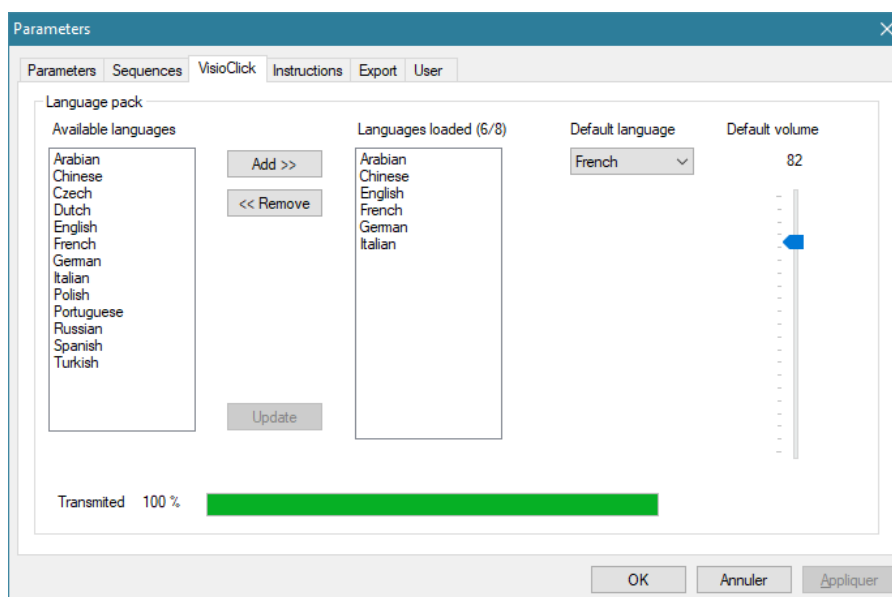 Parameters
Parameters Sequences VisioClick Instructions Export User
Language pack
Available languages
Arabian
Chinese
Czech
Dutch
English
French
German
Italian
Polish
Portuguese
Russian
Spanish
Turkish
Add >>
<< Remove
Update
Languages loaded (6/8)
Arabian
Chinese
English
French
German
Italian
Default language
French
Default volume
82
Transmited 100 %
OK Annuler Appliquer